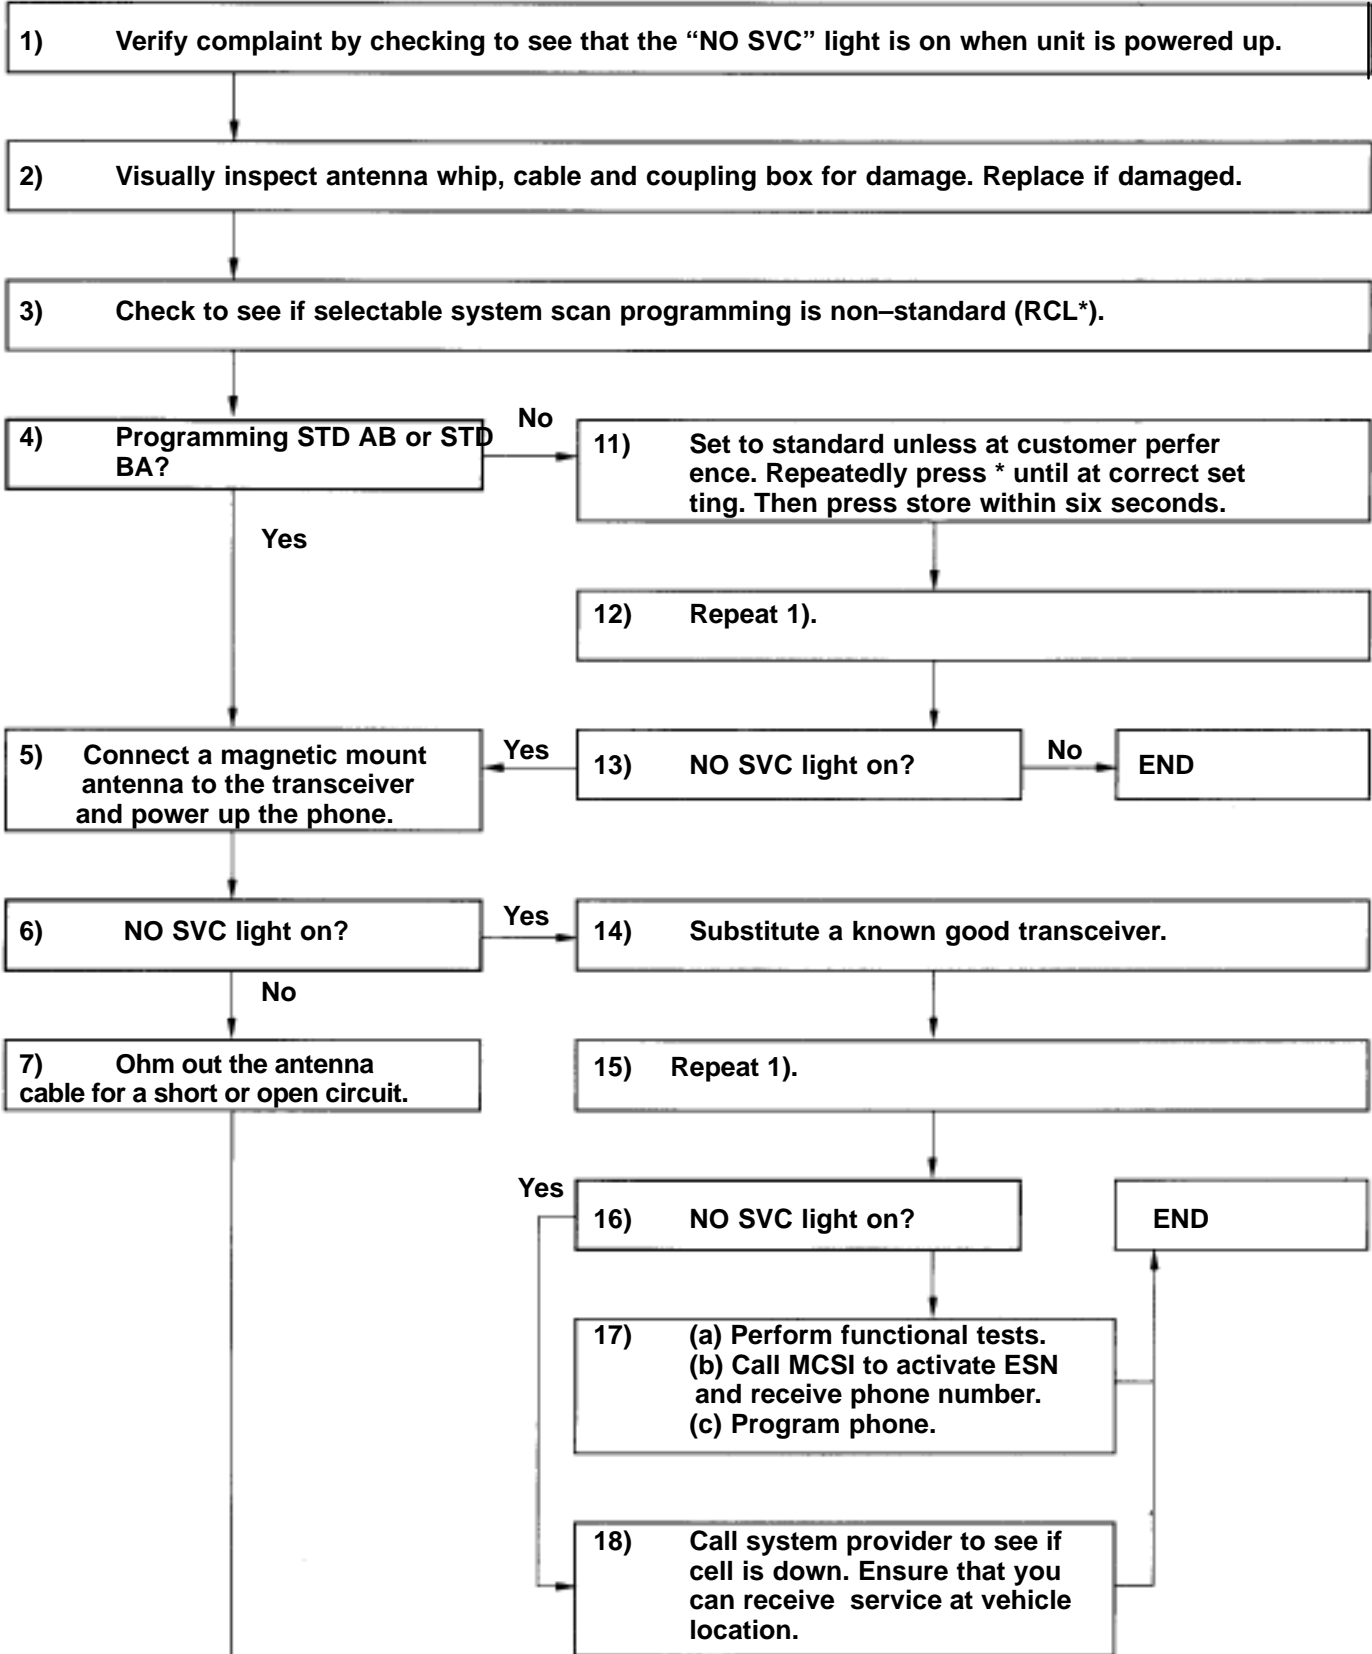 1) Verify complaint by checking to see that the “NO SVC” light is on when unit is powered up.
2) Visually inspect antenna whip, cable and coupling box for damage. Replace if damaged.
3) Check to see if selectable system scan programming is non–standard (RCL*).
4) Programming STD AB or STD
BA?
No
11) Set to standard unless at customer perfer
ence. Repeatedly press * until at correct set
ting. Then press store within six seconds.
Yes
12) Repeat 1).
5) Connect a magnetic mount
antenna to the transceiver
and power up the phone.
Yes
13) NO SVC light on?
No
END
6) NO SVC light on?
Yes
14) Substitute a known good transceiver.
No
7) Ohm out the antenna
cable for a short or open circuit.
15) Repeat 1).
Yes
16) NO SVC light on?
END
17) (a) Perform functional tests.
(b) Call MCSI to activate ESN
and receive phone number.
(c) Program phone.
18) Call system provider to see if
cell is down. Ensure that you
can receive service at vehicle
location.